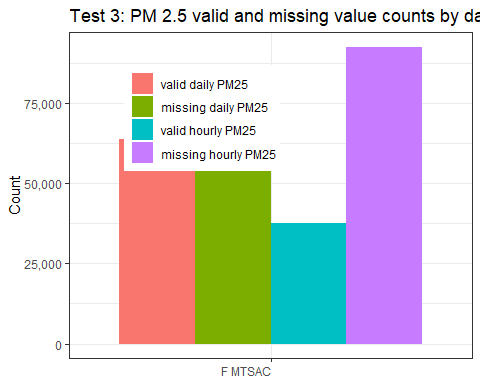 Test 3: PM 2.5 valid and missing value counts by da
valid daily PM25
missing daily PM25
valid hourly PM25
missing hourly PM25
75,000
50,000
25,000
0
Count
F MTSAC